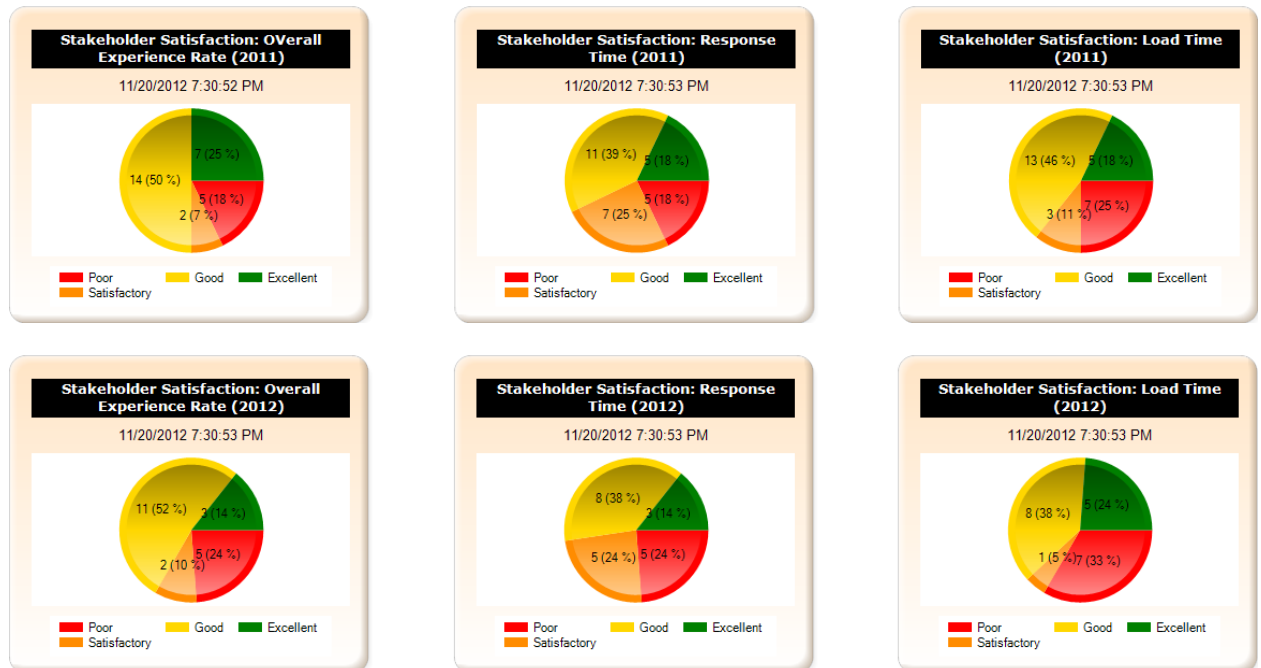 Stakeholder Satisfaction: OVerall
Experience Rate (2011)
11/20/2012 7:30:52 PM
7 (25 %)
14 (50 %)
5 (18 %)
2 (7 %)
Poor
Good
Excellent
Satisfactory
Stakeholder Satisfaction: Response
Time (2011)
11/20/2012 7:30:53 PM
11 (39 %)
5 (18 %)
5 (18 %)
7 (25 %)
Poor
Good
Excellent
Satisfactory
Stakeholder Satisfaction: Load Time
(2011)
11/20/2012 7:30:53 PM
13 (46 %)
5 (18 %)
7 (25 %)
3 (11 %)
Poor
Good
Excellent
Satisfactory
Stakeholder Satisfaction: Overall
Experience Rate (2012)
11/20/2012 7:30:53 PM
11 (52 %)
3 (14 %)
5 (24 %)
2 (10 %)
Poor
Good
Excellent
Satisfactory
Stakeholder Satisfaction: Response
Time (2012)
11/20/2012 7:30:53 PM
8 (38 %)
3 (14 %)
5 (24 %)
5 (24 %)
Poor
Good
Excellent
Satisfactory
Stakeholder Satisfaction: Load Time
(2012)
11/20/2012 7:30:53 PM
5 (24 %)
8 (38 %)
1 (5 %)
7 (33 %)
Poor
Good
Excellent
Satisfactory